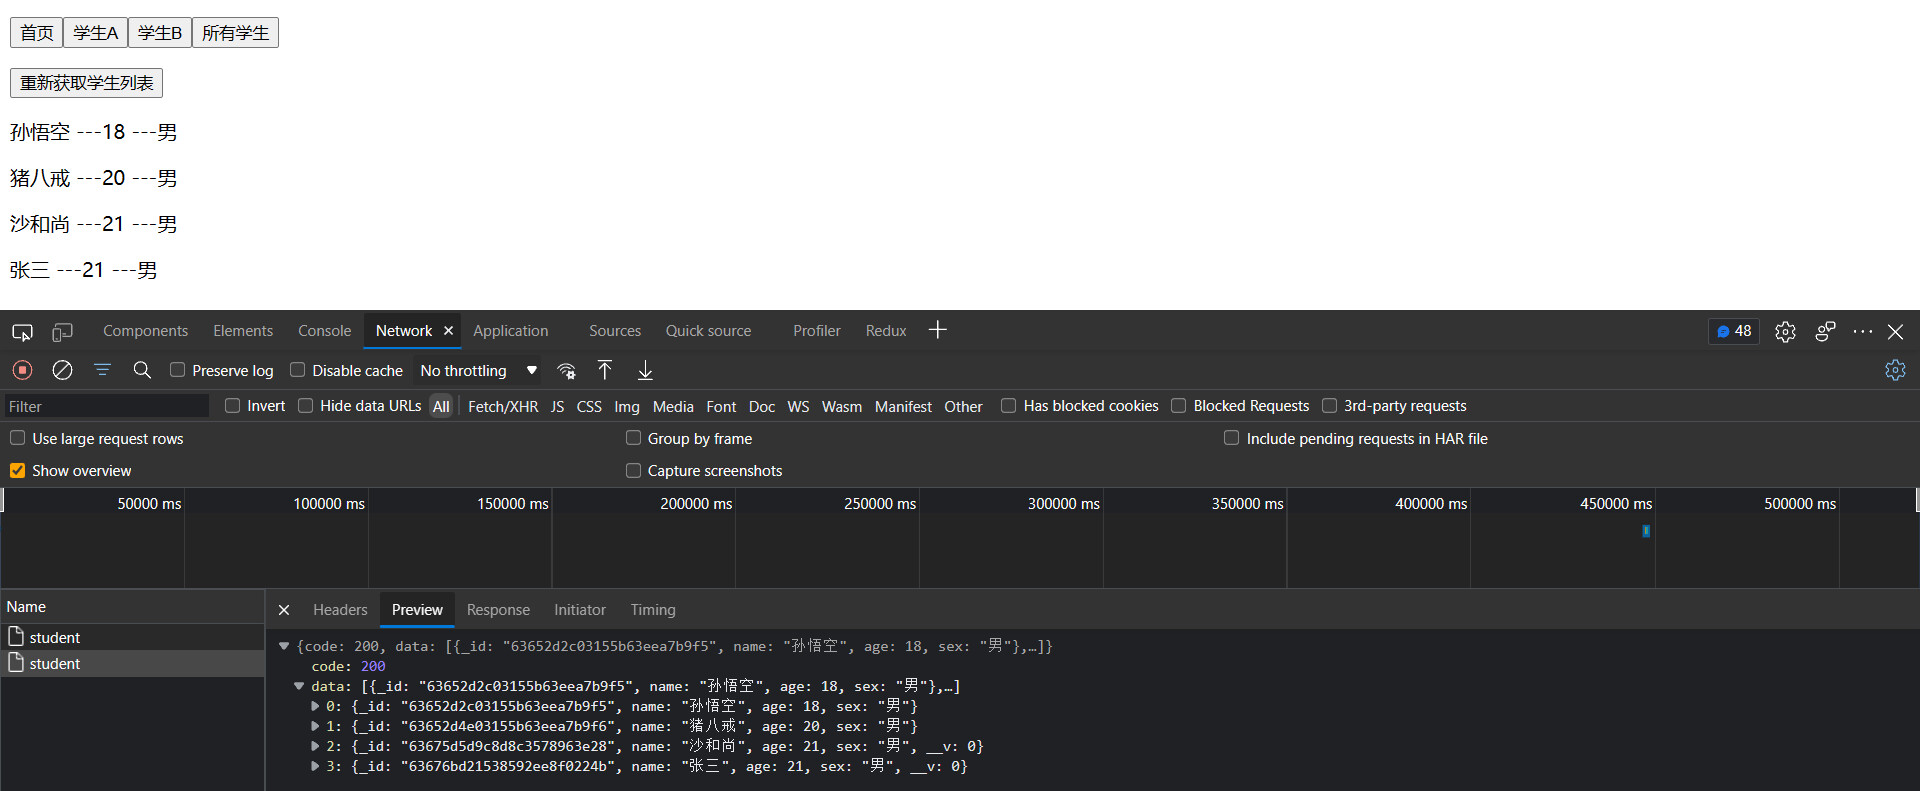 首页 学生A 学生B 所有学生
重新获取学生列表
孙悟空 ---18 ---男
猪八戒 ---20 ---男
沙和尚 ---21 ---男
张三 ---21 ---男
Components Elements Console Network Application Sources Quick source Profiler Redux 48
Preserve log Disable cache No throttling
Filter Invert Hide data URLs All Fetch/XHR JS CSS Img Media Font Doc WS Wasm Manifest Other Has blocked cookies Blocked Requests 3rd-party requests
Use large request rows Group by frame Include pending requests in HAR file
Show overview Capture screenshots
50000 ms 100000 ms 150000 ms 200000 ms 250000 ms 300000 ms 350000 ms 400000 ms 450000 ms 500000 ms
Name
student
student
Headers Preview Response Initiator Timing
{code: 200, data: [{_id: "63652d2c03155b63eea7b9f5", name: "孙悟空", age: 18, sex: "男"},…]}
code: 200
data: [{_id: "63652d2c03155b63eea7b9f5", name: "孙悟空", age: 18, sex: "男"},…]
0: {_id: "63652d2c03155b63eea7b9f5", name: "孙悟空", age: 18, sex: "男"}
1: {_id: "63652d4e03155b63eea7b9f6", name: "猪八戒", age: 20, sex: "男"}
2: {_id: "63675d5d9c8d8c3578963e28", name: "沙和尚", age: 21, sex: "男", __v: 0}
3: {_id: "63676bd21538592ee8f0224b", name: "张三", age: 21, sex: "男", __v: 0}